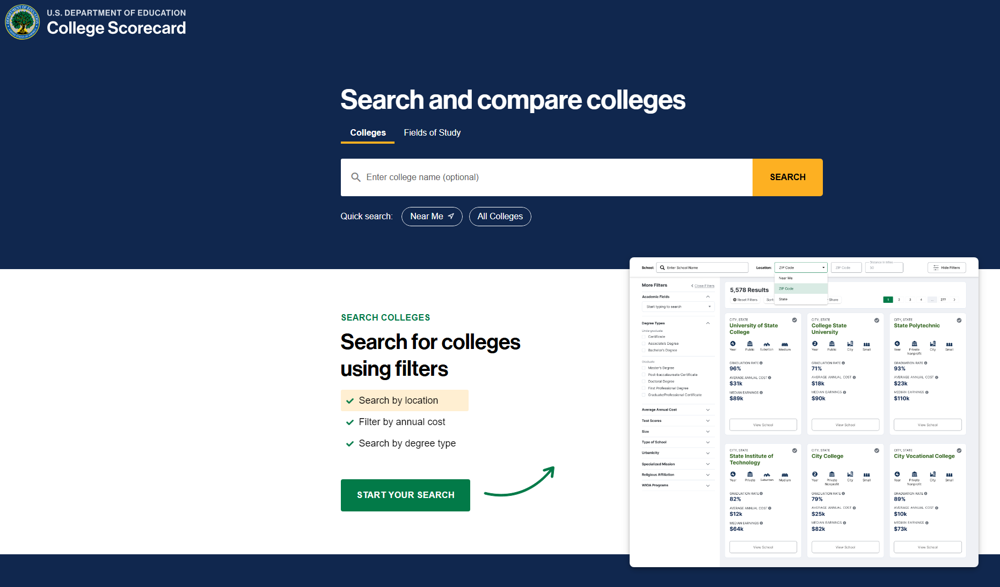 U.S. DEPARTMENT OF EDUCATION
College Scorecard
Search and compare colleges
Colleges
Fields of Study
Enter college name (optional)
SEARCH
Quick search:
Near Me
All Colleges
SEARCH COLLEGES
Search for colleges
using filters
Search by location
Filter by annual cost
Search by degree type
START YOUR SEARCH
School:
Enter School Name
Location:
ZIP Code
ZIP Code
Distance in Miles
50
Hide Filters
Near Me
ZIP Code
State
More Filters
Close Filters
Academic Fields
Start typing to search
Degree Types
Undergraduate
Certificate
Associate's Degree
Bachelor's Degree
Graduate
Master's Degree
Post-baccalaureate Certificate
Doctoral Degree
First Professional Degree
Graduate/Professional Certificate
Average Annual Cost
Test Scores
Size
Type of School
Urbanicity
Specialized Mission
Religious Affiliation
WIOA Programs
5,578 Results
Reset Filters
Sort:
Share
1 2 3 4 ... 277 >
CITY, STATE
University of State
College
4 Year Public Suburban Medium
GRADUATION RATE
96%
AVERAGE ANNUAL COST
$31k
MEDIAN EARNINGS
$89k
View School
CITY, STATE
College State
University
2 Year Public City Small
GRADUATION RATE
71%
AVERAGE ANNUAL COST
$18k
MEDIAN EARNINGS
$90k
View School
CITY, STATE
State Polytechnic
4 Year Private Nonprofit City Small
GRADUATION RATE
93%
AVERAGE ANNUAL COST
$23k
MEDIAN EARNINGS
$110k
View School
CITY, STATE
State Institute of
Technology
4 Year Private Suburban Medium
GRADUATION RATE
82%
AVERAGE ANNUAL COST
$12k
MEDIAN EARNINGS
$64k
View School
CITY, STATE
City College
2 Year Private Nonprofit City Small
GRADUATION RATE
79%
AVERAGE ANNUAL COST
$25k
MEDIAN EARNINGS
$82k
View School
CITY, STATE
City Vocational College
4 Year Private Nonprofit City Small
GRADUATION RATE
89%
AVERAGE ANNUAL COST
$10k
MEDIAN EARNINGS
$73k
View School